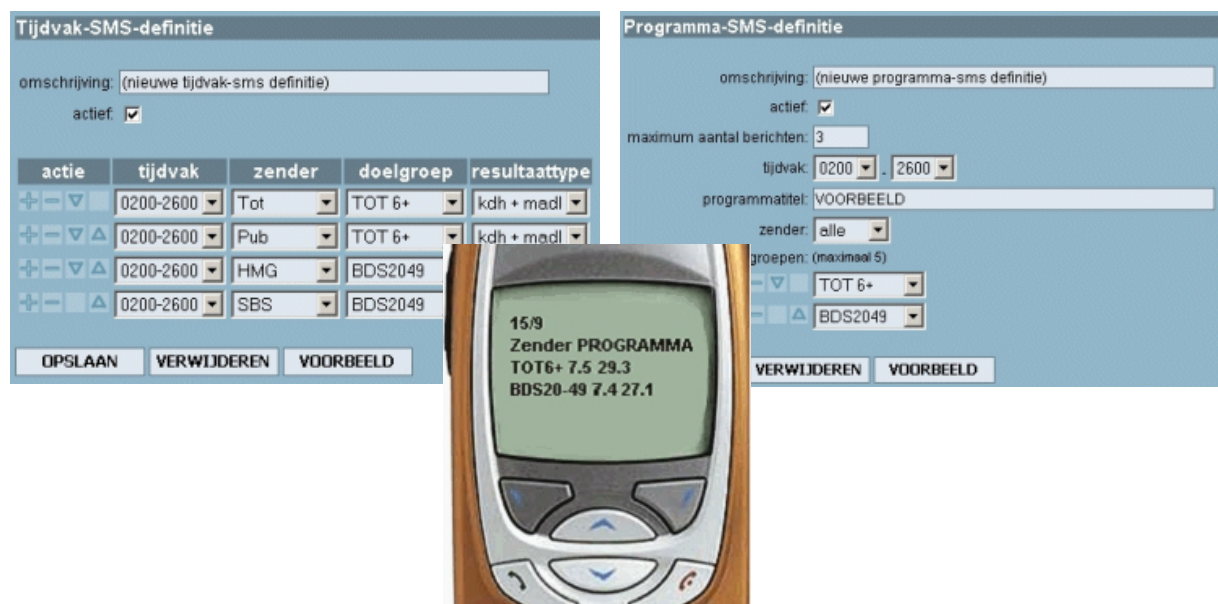 Tijdvak-SMS-definitie
omschrijving: (nieuwe tijdvak-sms definitie)
actief:
actie tijdvak zender doelgroep resultaattype
0200-2600 Tot TOT 6+ kdh + madl
0200-2600 Pub TOT 6+ kdh + madl
0200-2600 HMG BDS2049
0200-2600 SBS BDS2049
OPSLAAN VERWIJDEREN VOORBEELD
Programma-SMS-definitie
omschrijving: (nieuwe programma-sms definitie)
actief:
maximum aantal berichten: 3
tijdvak: 0200 . 2600
programmatitel: VOORBEELD
zender: alle
groepen: (maximaal 5)
TOT 6+
BDS2049
VERWIJDEREN VOORBEELD
15/9
Zender PROGRAMMA
TOT6+ 7.5 29.3
BDS20-49 7.4 27.1